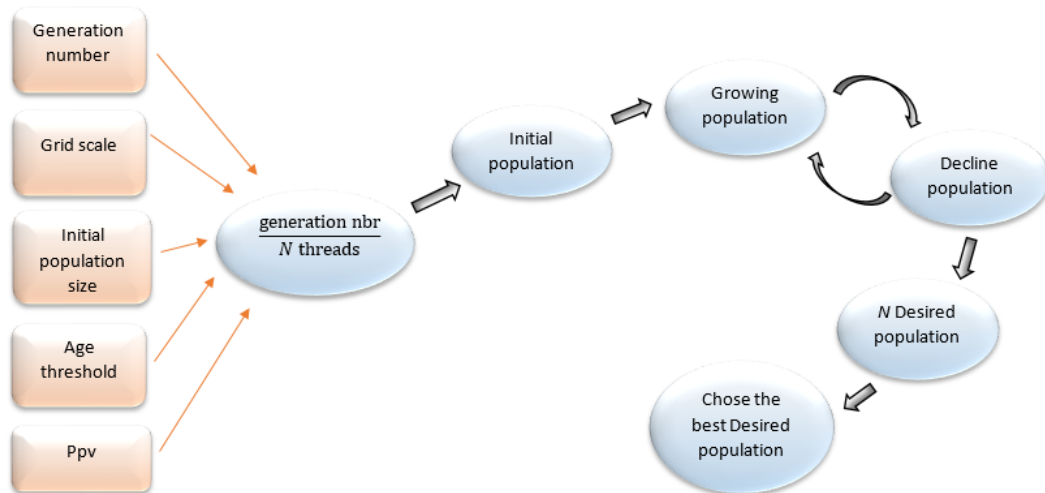 Generation
number
Grid scale
Initial
population
size
Age
threshold
Ppv
generation nbr
N threads
Initial
population
Growing
population
Decline
population
N Desired
population
Chose the
best Desired
population